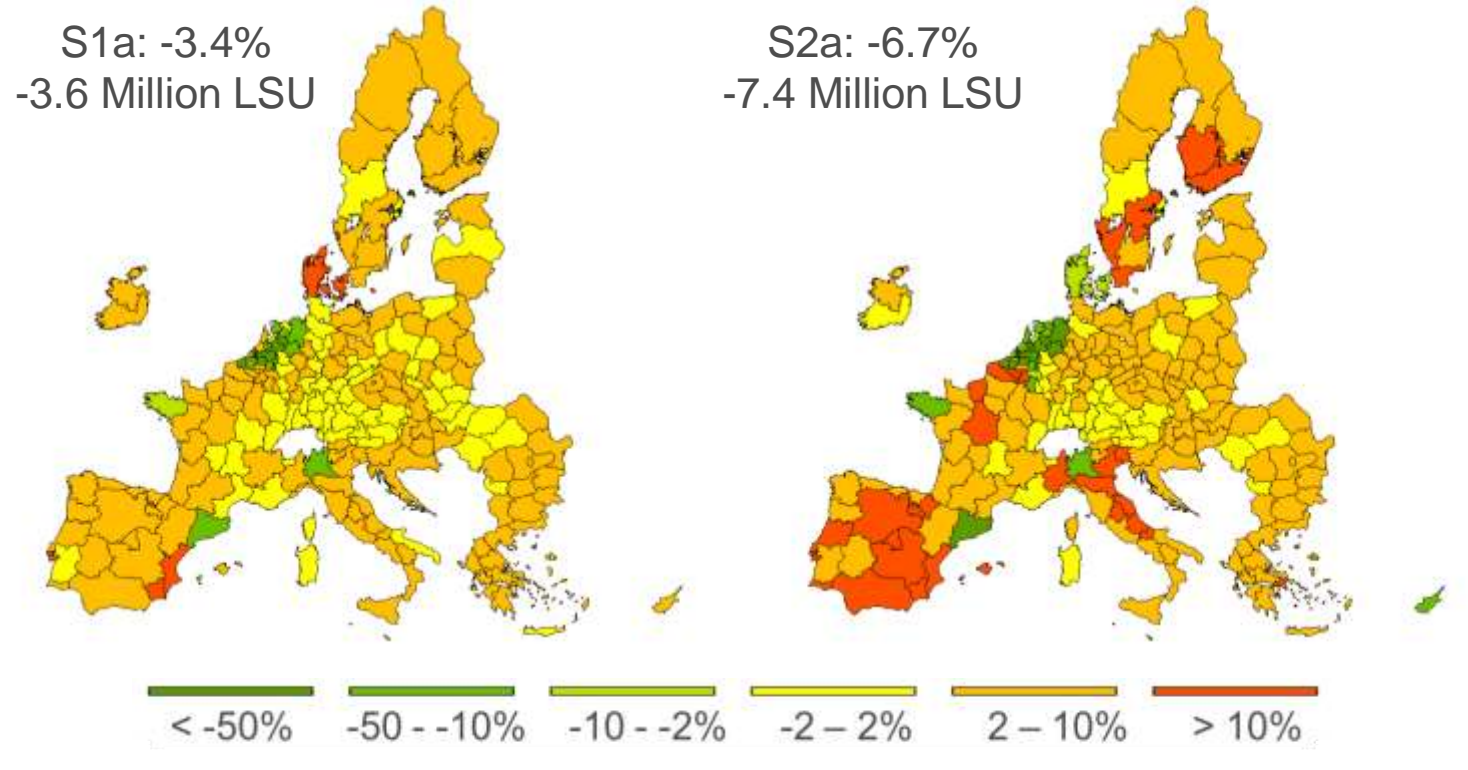 S1a: -3.4%
-3.6 Million LSU
S2a: -6.7%
-7.4 Million LSU
< -50%
-50 - -10%
-10 - -2%
-2 – 2%
2 – 10%
> 10%